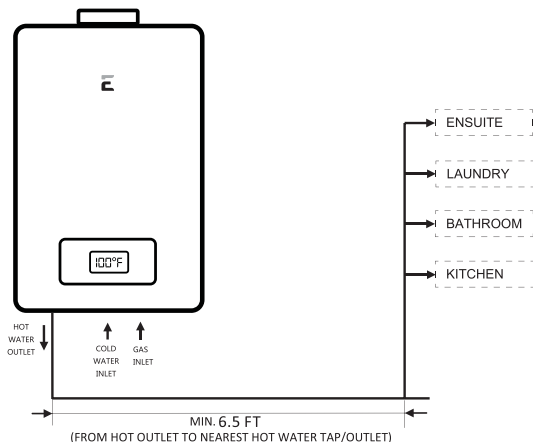 E
100°F
ENSUITE
LAUNDRY
BATHROOM
KITCHEN
HOT
WATER
OUTLET
COLD
WATER
INLET
GAS
INLET
MIN. 6.5 FT
(FROM HOT OUTLET TO NEAREST HOT WATER TAP/OUTLET)